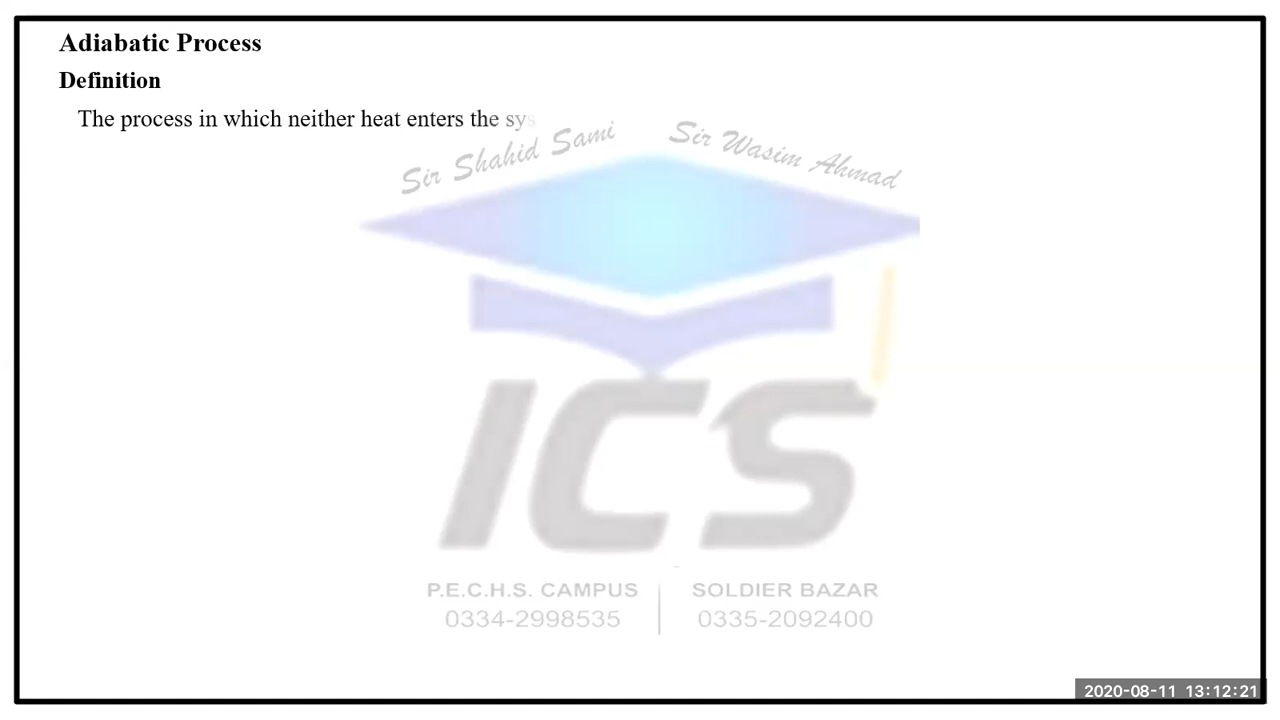 Adiabatic Process
Definition
The process in which neither heat enters the sys
Sir Shahid Sami
Sir Wasim Ahmad
ICS
P.E.C.H.S. CAMPUS
SOLDIER BAZAR
0334-2998535
0335-2092400
2020-08-11 13:12:21